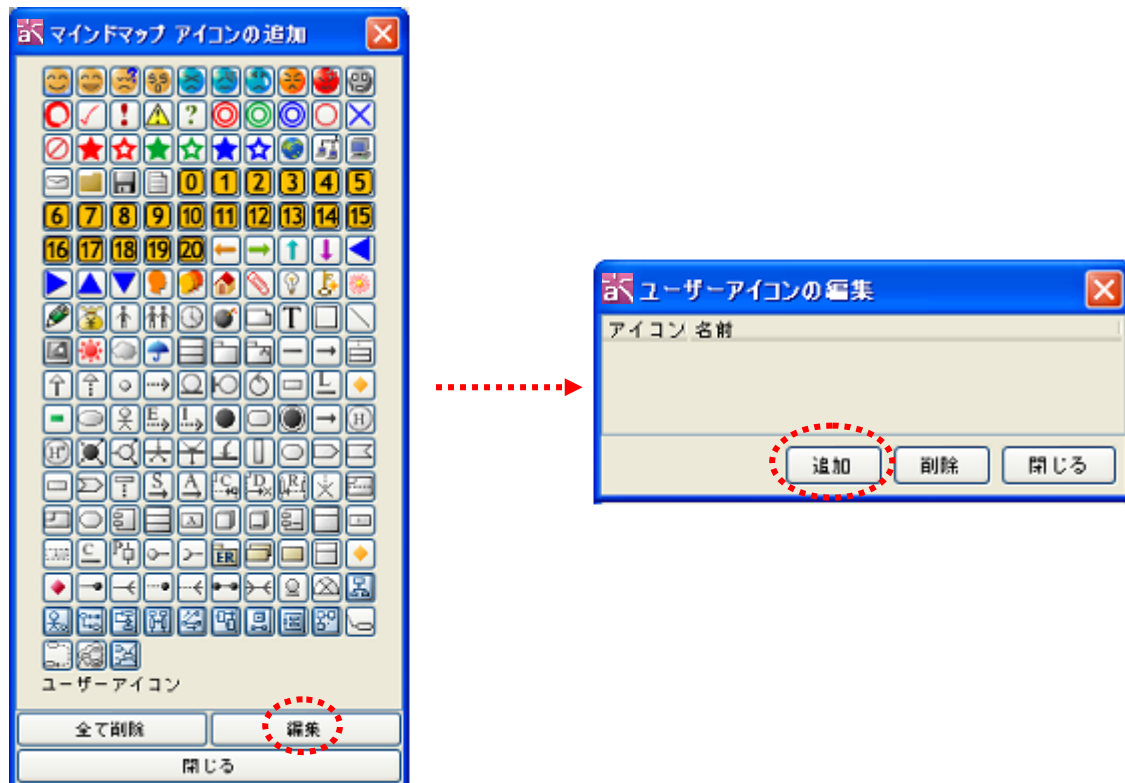 マインドマップ アイコンの追加
0 1 2 3 4 5
6 7 8 9 10 11 12 13 14 15
16 17 18 19 20
T
L
E L H
H*
S A C D R
A
C P ER
ユーザーアイコン
全て削除 編集
閉じる
ユーザーアイコンの編集
アイコン 名前
追加 削除 閉じる